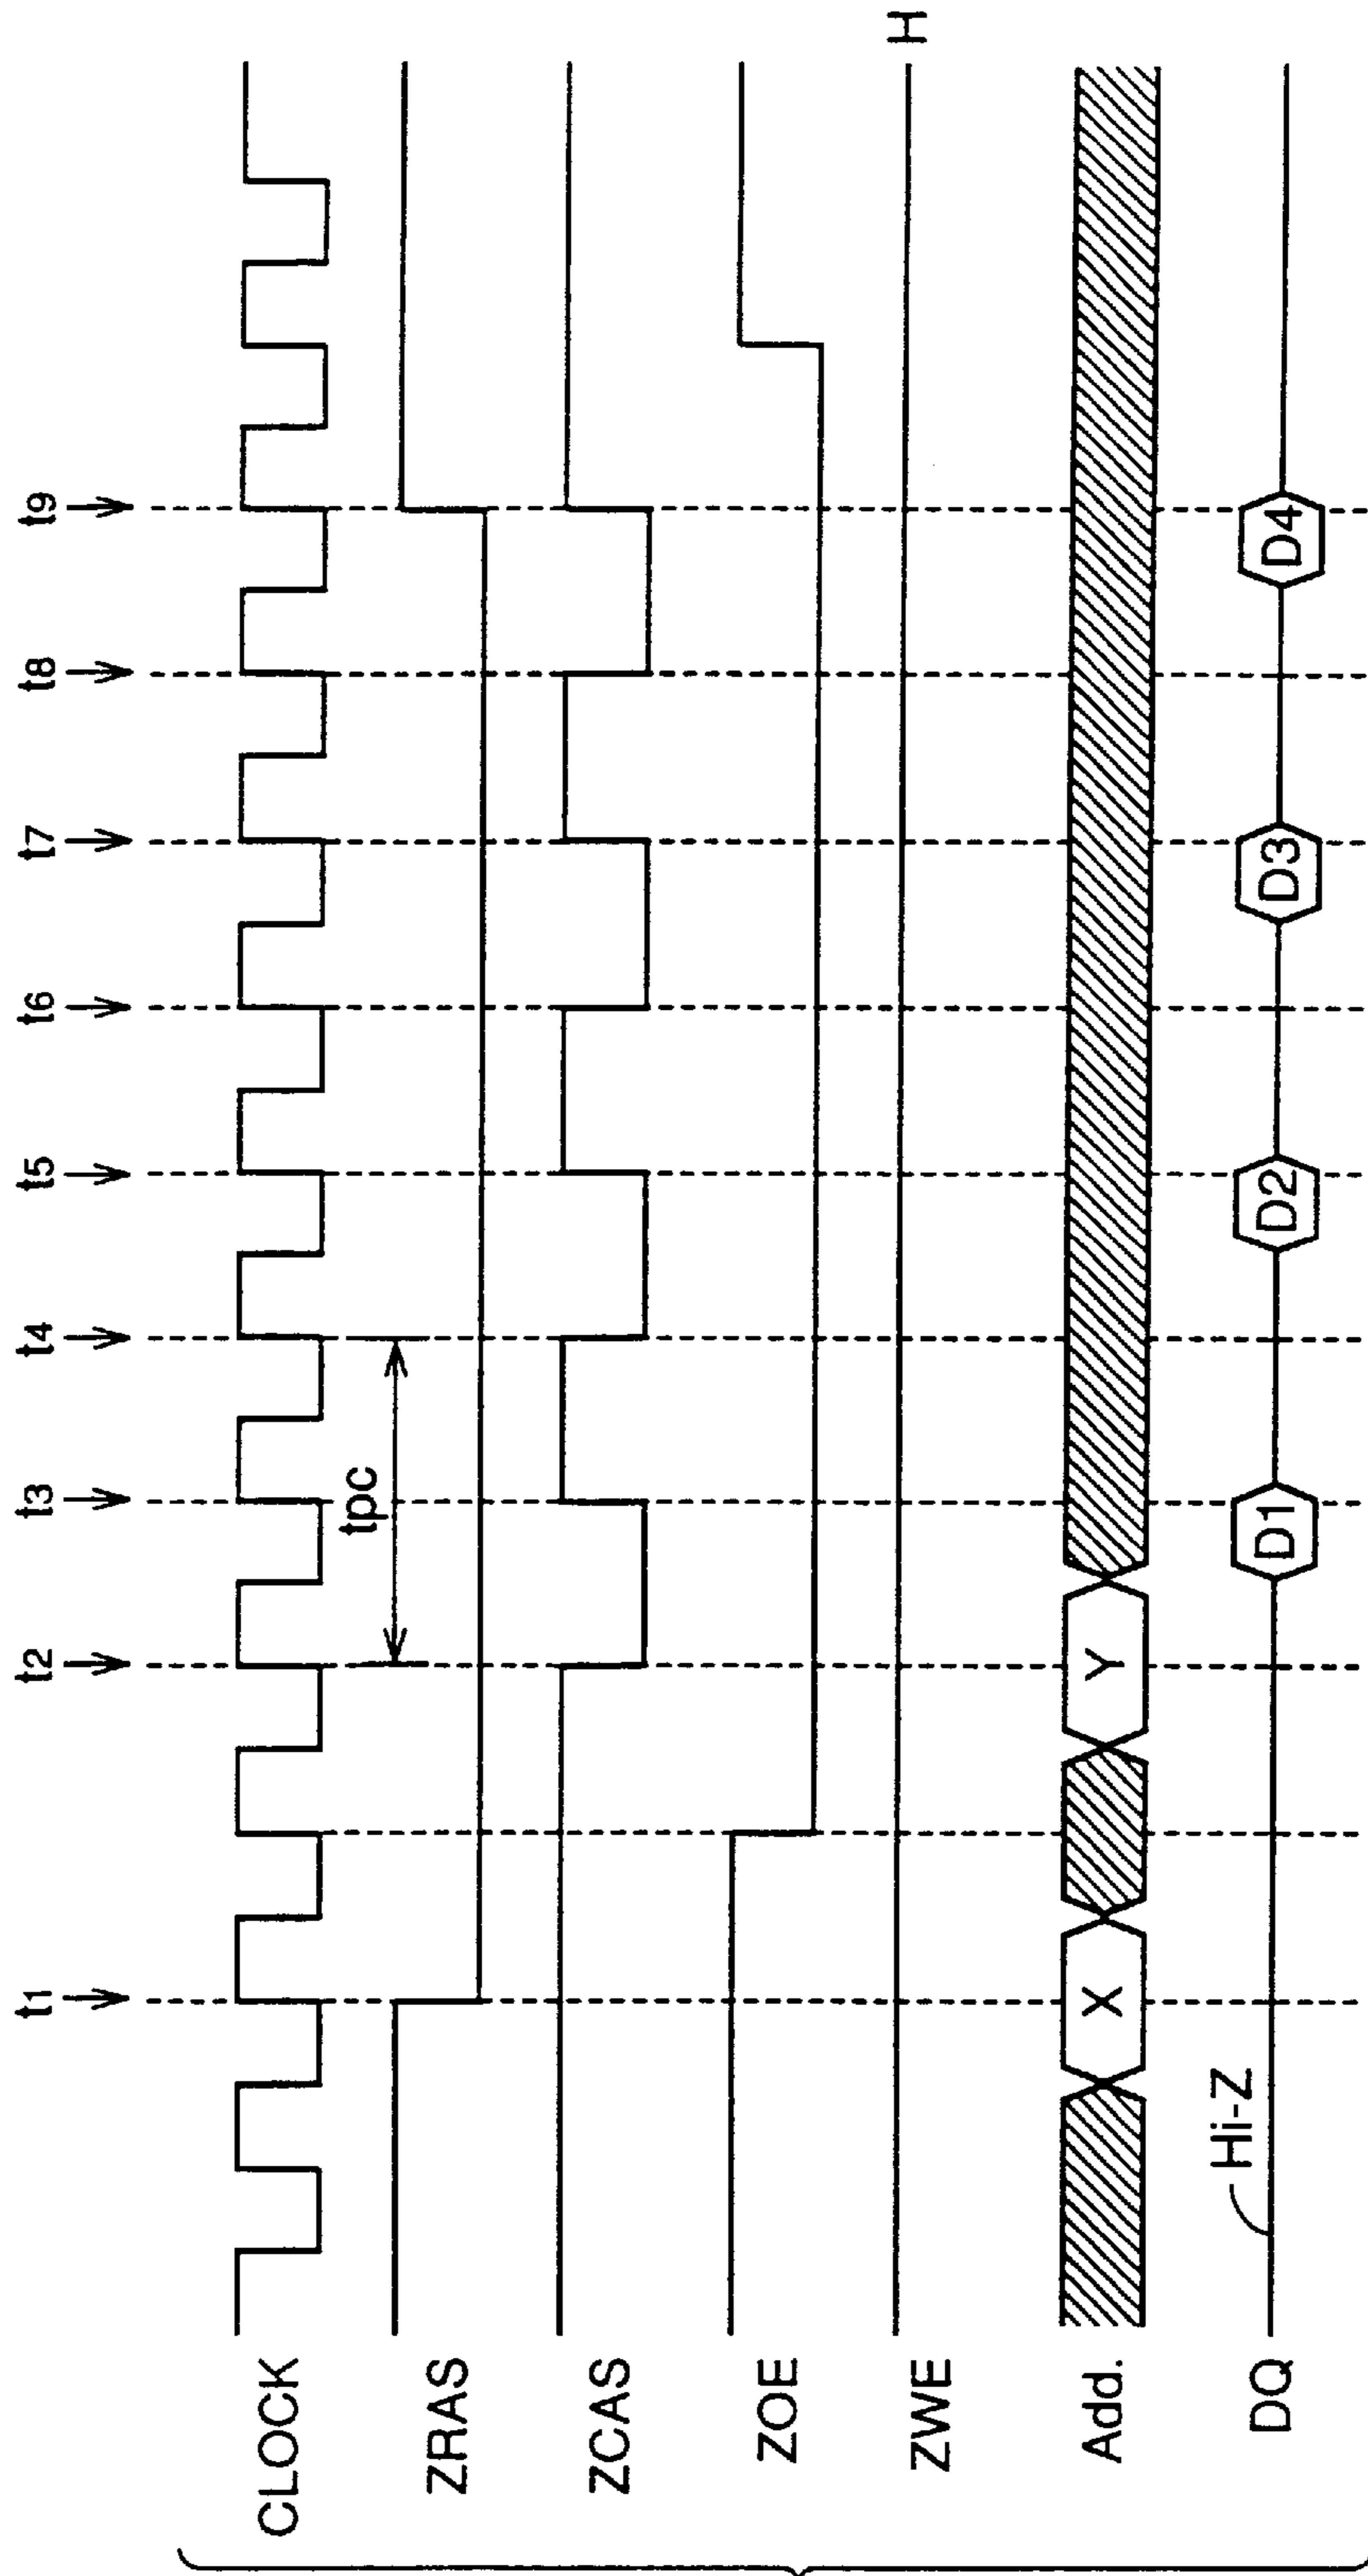 t1 t2 t3 t4 t5 t6 t7 t8 t9
CLOCK
tpc
ZRAS
ZCAS
ZOE
ZWE H
Add. X Y
Hi-Z
DQ D1 D2 D3 D4